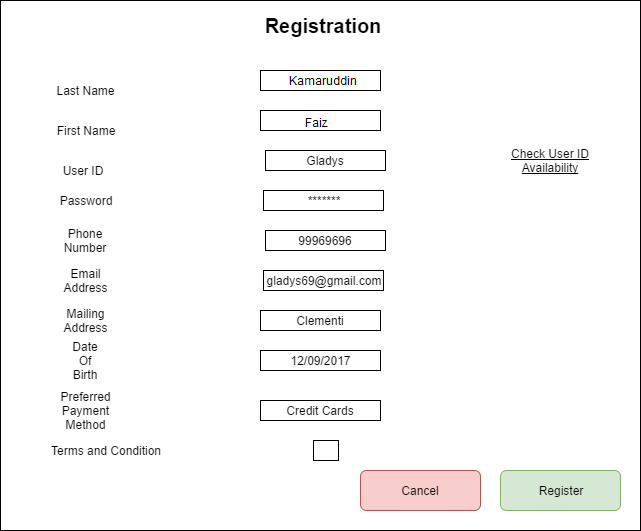 Registration
Last Name
Kamaruddin
First Name
Faiz
User ID
Gladys
Check User ID
Availability
Password
*******
Phone
Number
99969696
Email
Address
gladys69@gmail.com
Mailing
Address
Clementi
Date
Of
Birth
12/09/2017
Preferred
Payment
Method
Credit Cards
Terms and Condition
Cancel
Register